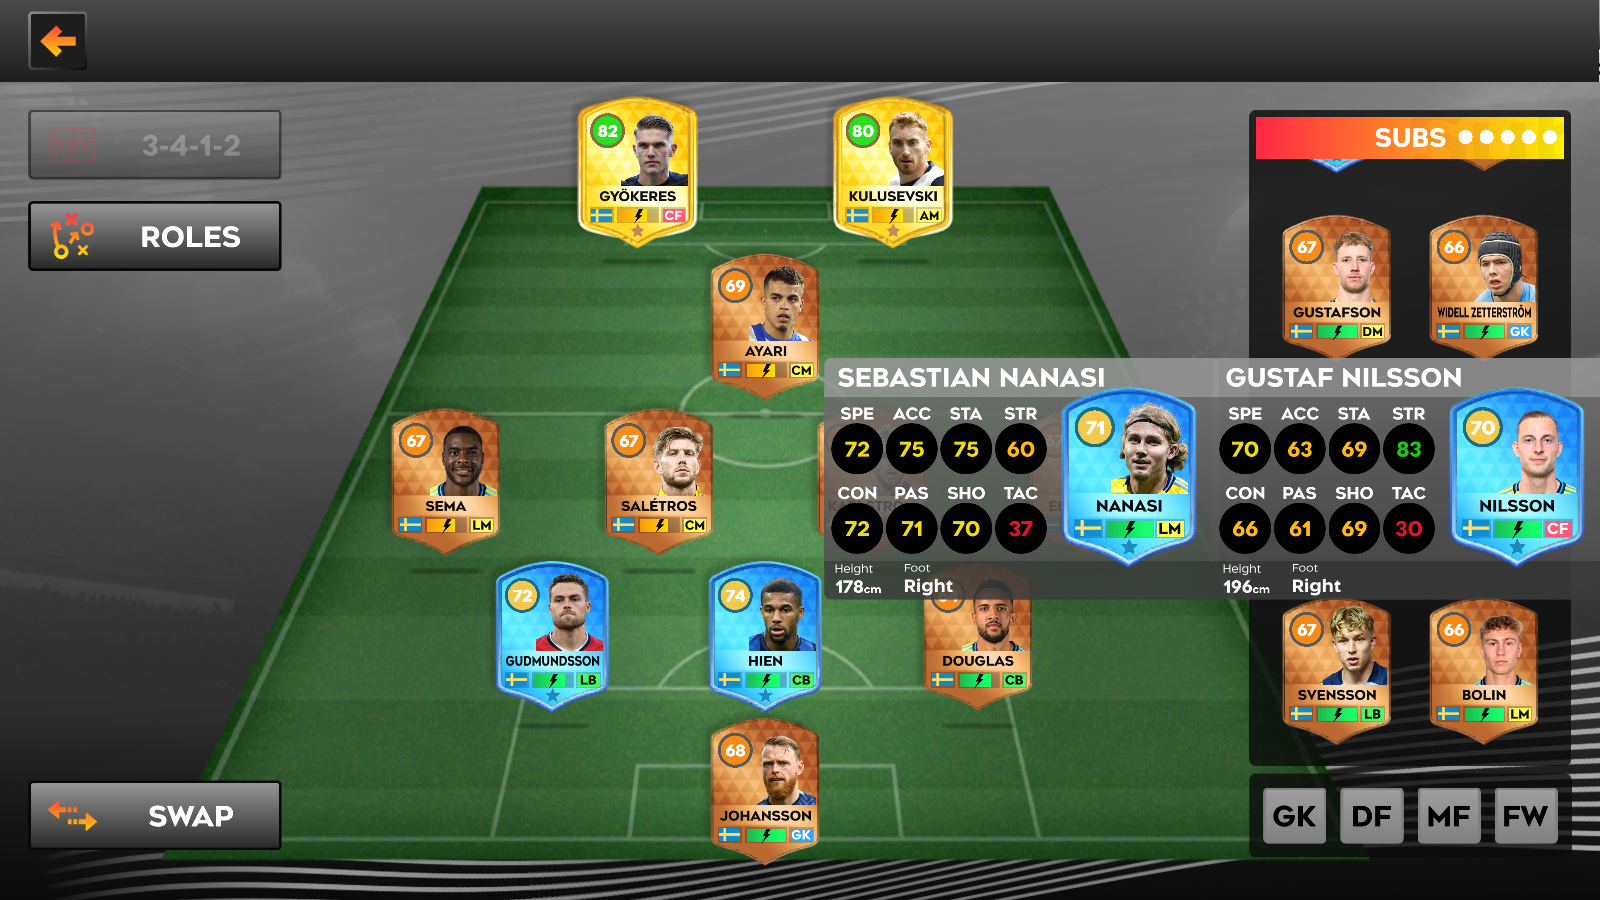 3-4-1-2
ROLES
SWAP
82
GYÖKERES
CF
80
KULUSEVSKI
AM
69
AYARI
CM
67
SEMA
LM
67
SALÉTROS
CM
72
GUDMUNDSSON
LB
74
HIEN
CB
DOUGLAS
CB
68
JOHANSSON
GK
SUBS
67
GUSTAFSON
DM
66
WIDELL ZETTERSTRÖM
GK
SEBASTIAN NANASI
SPE ACC STA STR
72 75 75 60
CON PAS SHO TAC
72 71 70 37
Height Foot
178cm Right
71
NANASI
LM
GUSTAF NILSSON
SPE ACC STA STR
70 63 69 83
CON PAS SHO TAC
66 61 69 30
Height Foot
196cm Right
70
NILSSON
CF
67
SVENSSON
LB
66
BOLIN
LM
GK DF MF FW